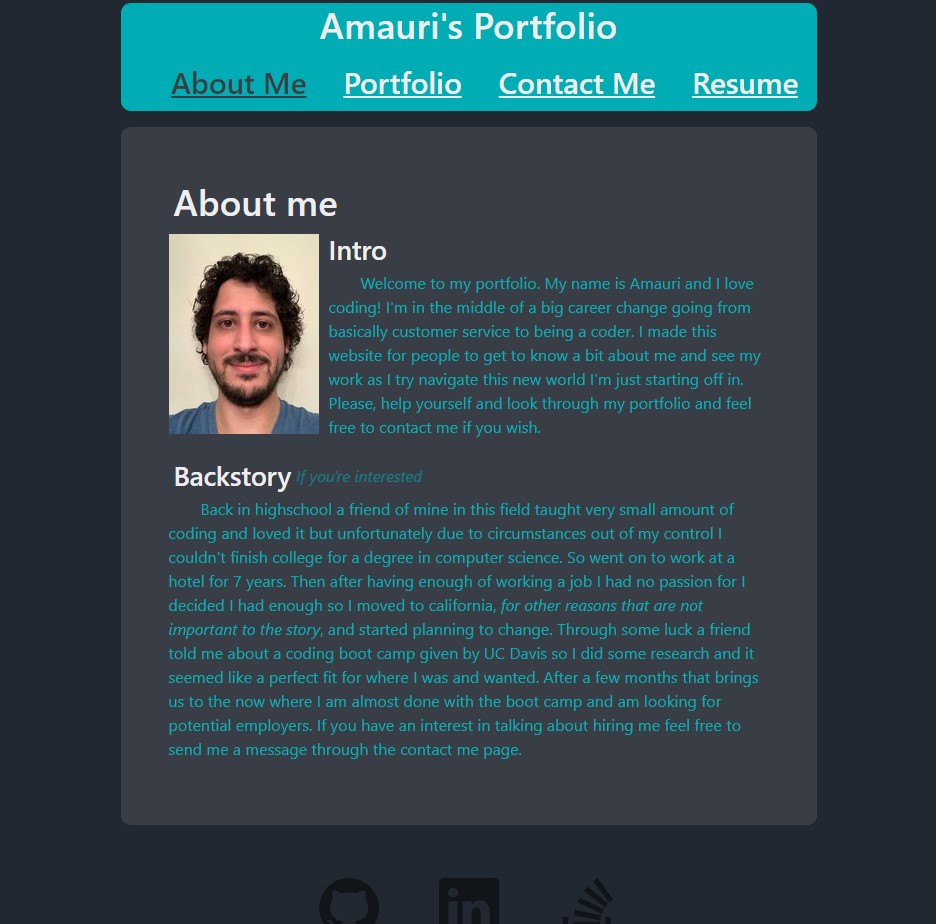 Amauri's Portfolio
About Me Portfolio Contact Me Resume
About me
Intro
Welcome to my portfolio. My name is Amauri and I love
coding! I'm in the middle of a big career change going from
basically customer service to being a coder. I made this
website for people to get to know a bit about me and see my
work as I try navigate this new world I'm just starting off in.
Please, help yourself and look through my portfolio and feel
free to contact me if you wish.
Backstory If you're interested
Back in highschool a friend of mine in this field taught very small amount of
coding and loved it but unfortunately due to circumstances out of my control I
couldn't finish college for a degree in computer science. So went on to work at a
hotel for 7 years. Then after having enough of working a job I had no passion for I
decided I had enough so I moved to california, for other reasons that are not
important to the story, and started planning to change. Through some luck a friend
told me about a coding boot camp given by UC Davis so I did some research and it
seemed like a perfect fit for where I was and wanted. After a few months that brings
us to the now where I am almost done with the boot camp and am looking for
potential employers. If you have an interest in talking about hiring me feel free to
send me a message through the contact me page.
in